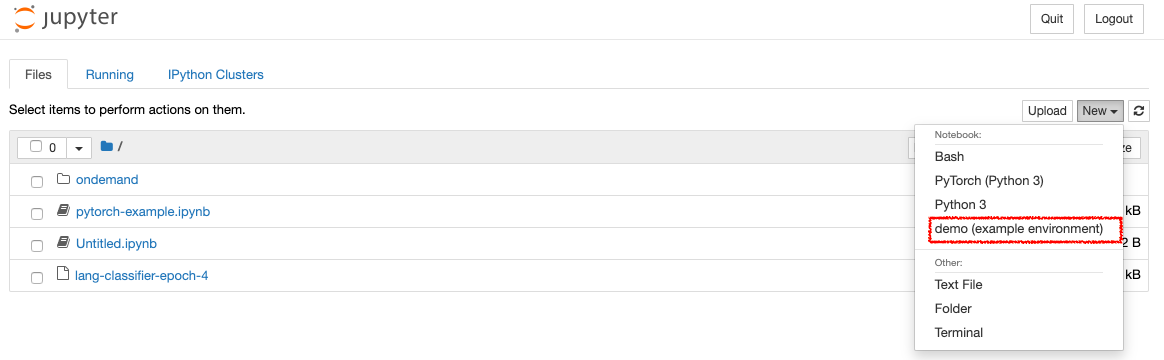 jupyter
Quit Logout
Files Running IPython Clusters
Select items to perform actions on them.
Upload New
0 /
Notebook:
ze
Bash
ondemand
PyTorch (Python 3)
Python 3
pytorch-example.ipynb
kB
demo (example environment)
Untitled.ipynb
2 B
Other:
lang-classifier-epoch-4
kB
Text File
Folder
Terminal